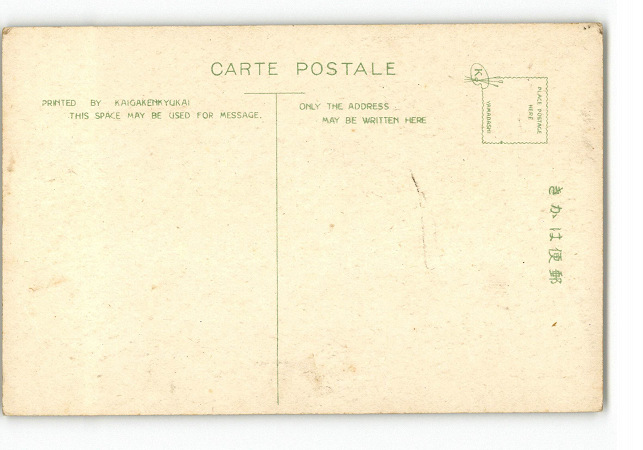 CARTE POSTALE
PRINTED BY KAIGAKENKYUKAI
THIS SPACE MAY BE USED FOR MESSAGE.
ONLY THE ADDRESS
MAY BE WRITTEN HERE
PLACE POSTAGE
HERE
YAMABASHI
きかは便郵